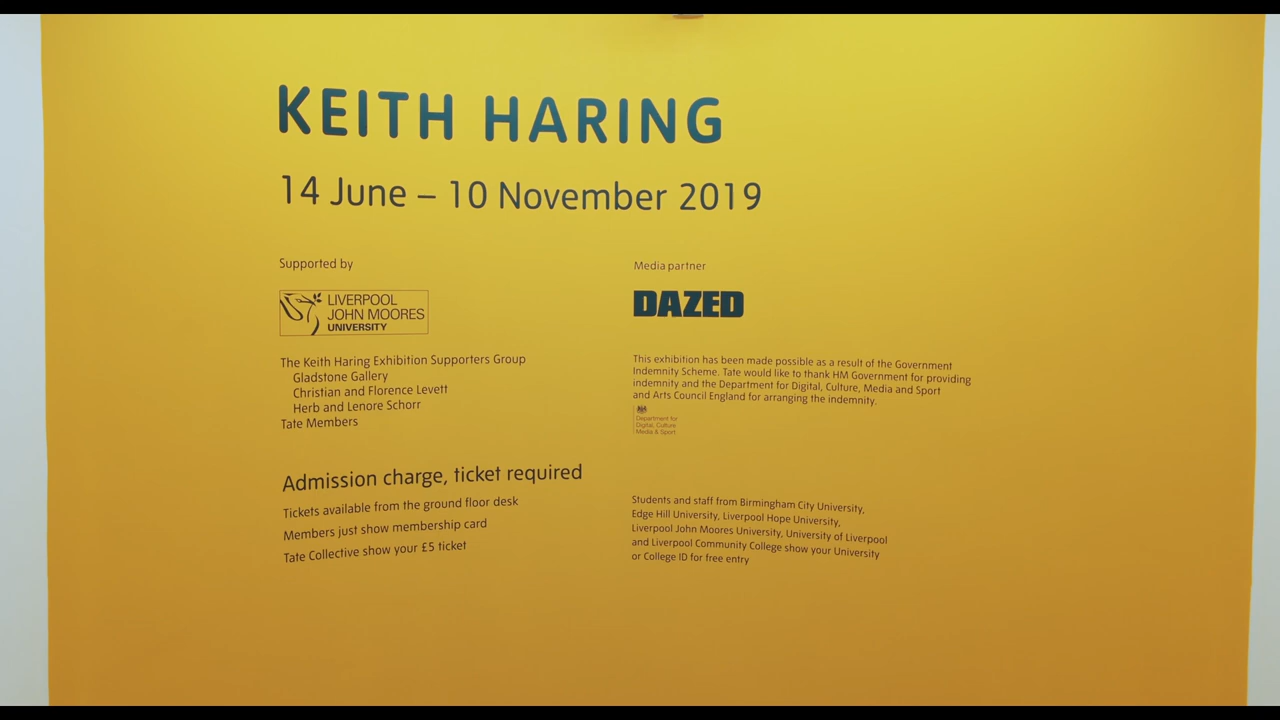 KEITH HARING
14 June – 10 November 2019
Supported by
LIVERPOOL
JOHN MOORES
UNIVERSITY
The Keith Haring Exhibition Supporters Group
Gladstone Gallery
Christian and Florence Levett
Herb and Lenore Schorr
Tate Members
Media partner
DAZED
This exhibition has been made possible as a result of the Government
Indemnity Scheme. Tate would like to thank HM Government for providing
indemnity and the Department for Digital, Culture, Media and Sport
and Arts Council England for arranging the indemnity.
Department for
Digital, Culture
Media & Sport
Admission charge, ticket required
Tickets available from the ground floor desk
Members just show membership card
Tate Collective show your £5 ticket
Students and staff from Birmingham City University,
Edge Hill University, Liverpool Hope University,
Liverpool John Moores University, University of Liverpool
and Liverpool Community College show your University
or College ID for free entry